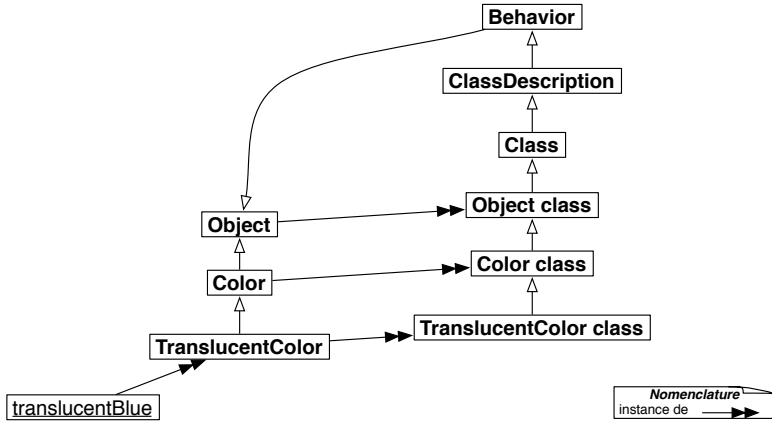 Behavior
ClassDescription
Class
Object class
Object
Color class
Color
TranslucentColor class
TranslucentColor
translucentBlue
Nomenclature
instance de